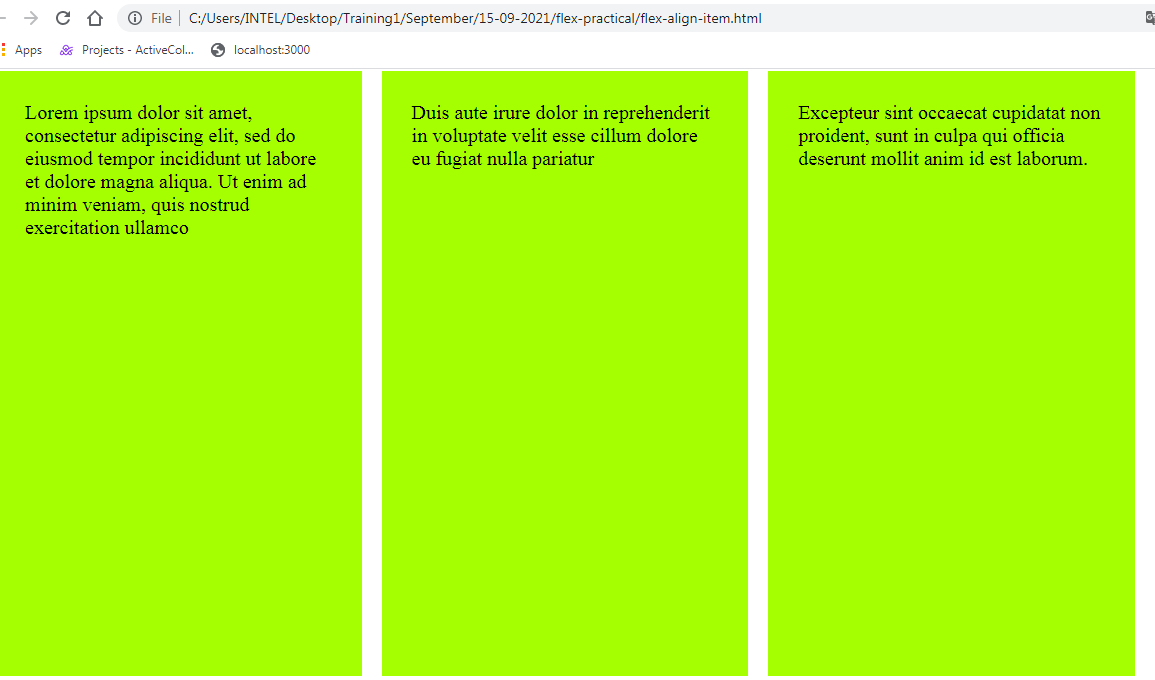 File C:/Users/INTEL/Desktop/Training1/September/15-09-2021/flex-practical/flex-align-item.html
Apps Projects - ActiveCol... localhost:3000
Lorem ipsum dolor sit amet,
consectetur adipiscing elit, sed do
eiusmod tempor incididunt ut labore
et dolore magna aliqua. Ut enim ad
minim veniam, quis nostrud
exercitation ullamco
Duis aute irure dolor in reprehenderit
in voluptate velit esse cillum dolore
eu fugiat nulla pariatur
Excepteur sint occaecat cupidatat non
proident, sunt in culpa qui officia
deserunt mollit anim id est laborum.